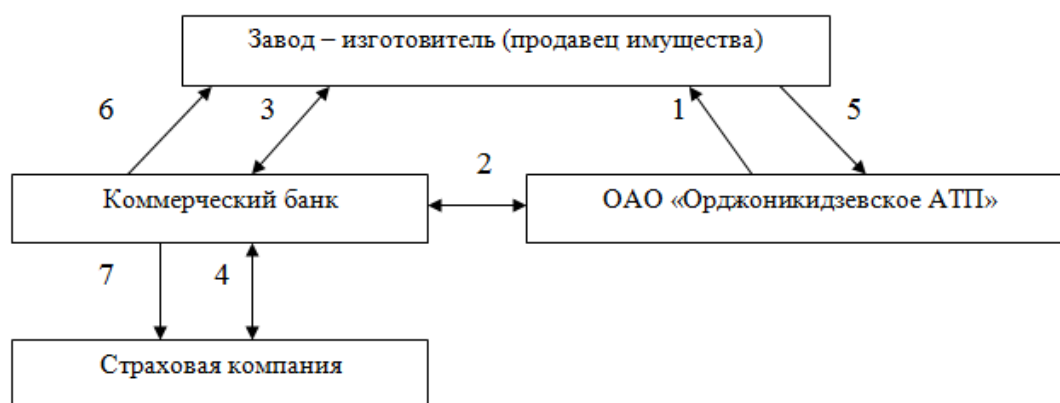 Завод – изготовитель (продавец имущества)
6
3
1
5
Коммерческий банк
2
ОАО «Орджоникидзевское АТП»
7
4
Страховая компания